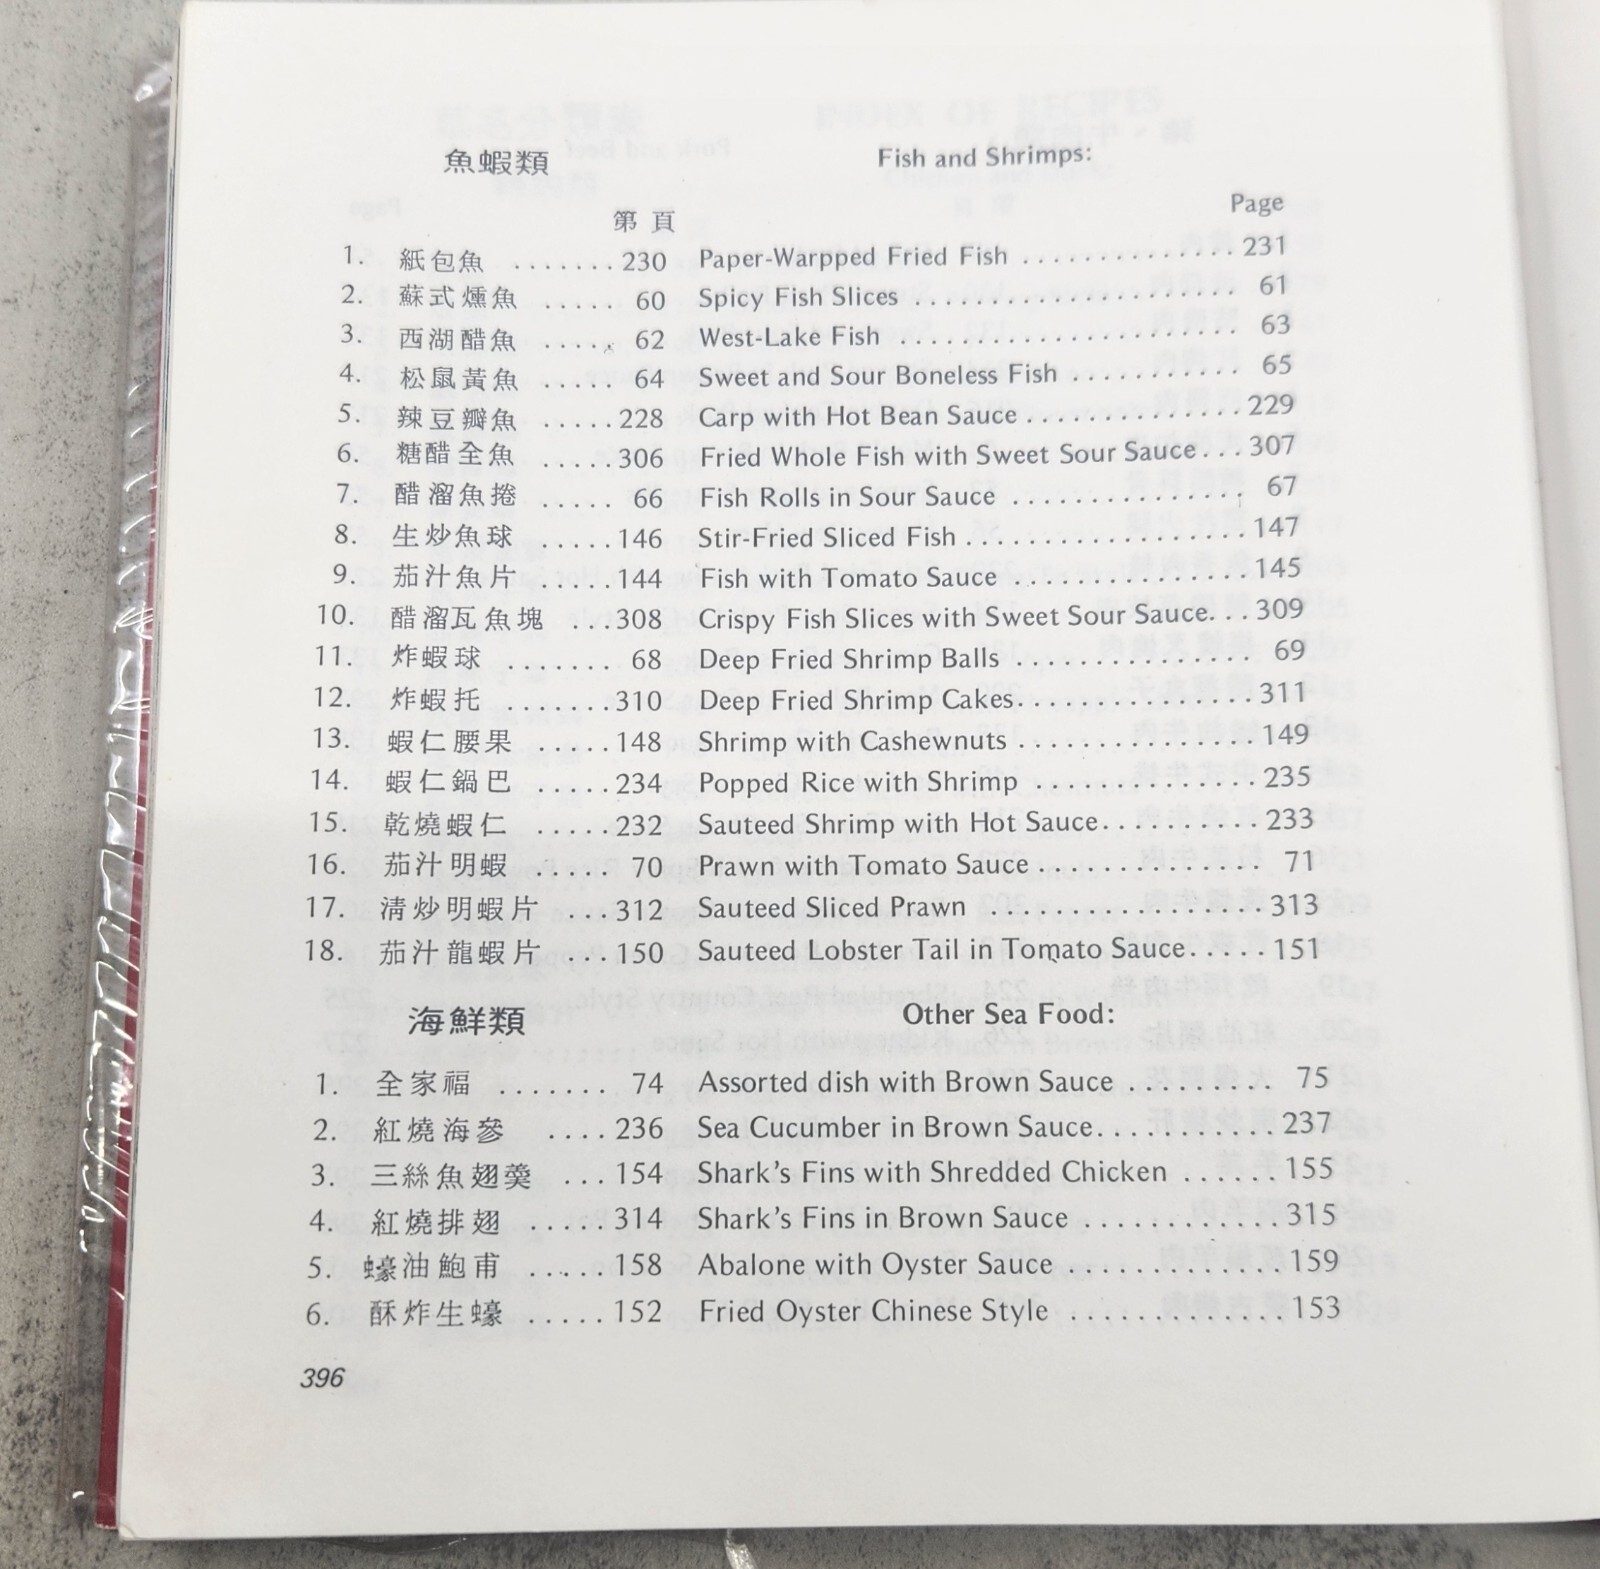 魚蝦類 Fish and Shrimps:
第 頁 Page
1. 紙包魚 .......230 Paper-Warpped Fried Fish ..............231
2. 蘇式燻魚 ..... 60 Spicy Fish Slices ..................... 61
3. 西湖醋魚 ..... 62 West-Lake Fish ...................... 63
4. 松鼠黃魚 ..... 64 Sweet and Sour Boneless Fish ........... 65
5. 辣豆瓣魚 .....228 Carp with Hot Bean Sauce..............229
6. 糖醋全魚 .....306 Fried Whole Fish with Sweet Sour Sauce...307
7. 醋溜魚捲 ..... 66 Fish Rolls in Sour Sauce ............... 67
8. 生炒魚球 .....146 Stir-Fried Sliced Fish..................147
9. 茄汁魚片 .....144 Fish with Tomato Sauce ...............145
10. 醋溜瓦魚塊 ...308 Crispy Fish Slices with Sweet Sour Sauce...309
11. 炸蝦球 ....... 68 Deep Fried Shrimp Balls ............... 69
12. 炸蝦托 .......310 Deep Fried Shrimp Cakes...............311
13. 蝦仁腰果 .....148 Shrimp with Cashewnuts ...............149
14. 蝦仁鍋巴 .....234 Popped Rice with Shrimp ..............235
15. 乾燒蝦仁 .....232 Sauteed Shrimp with Hot Sauce..........233
16. 茄汁明蝦 ..... 70 Prawn with Tomato Sauce.............. 71
17. 清炒明蝦片 ...312 Sauteed Sliced Prawn .................313
18. 茄汁龍蝦片 ...150 Sauteed Lobster Tail in Tomato Sauce.....151
海鮮類 Other Sea Food:
1. 全家福 ....... 74 Assorted dish with Brown Sauce ......... 75
2. 紅燒海參 ....236 Sea Cucumber in Brown Sauce...........237
3. 三絲魚翅羹 ...154 Shark's Fins with Shredded Chicken ......155
4. 紅燒排翅 .....314 Shark's Fins in Brown Sauce ............315
5. 蠔油鮑甫 .....158 Abalone with Oyster Sauce .............159
6. 酥炸生蠔 .....152 Fried Oyster Chinese Style .............153
396